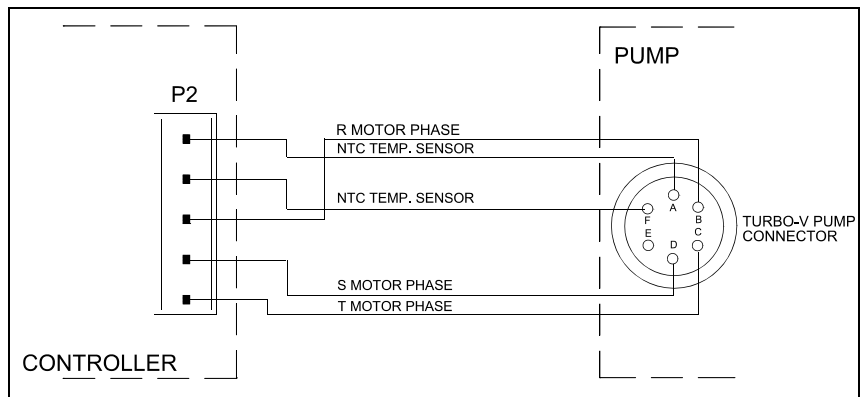 PUMP
P2
R MOTOR PHASE
NTC TEMP. SENSOR
NTC TEMP. SENSOR
A
F
B
E
D
C
TURBO-V PUMP
CONNECTOR
S MOTOR PHASE
T MOTOR PHASE
CONTROLLER